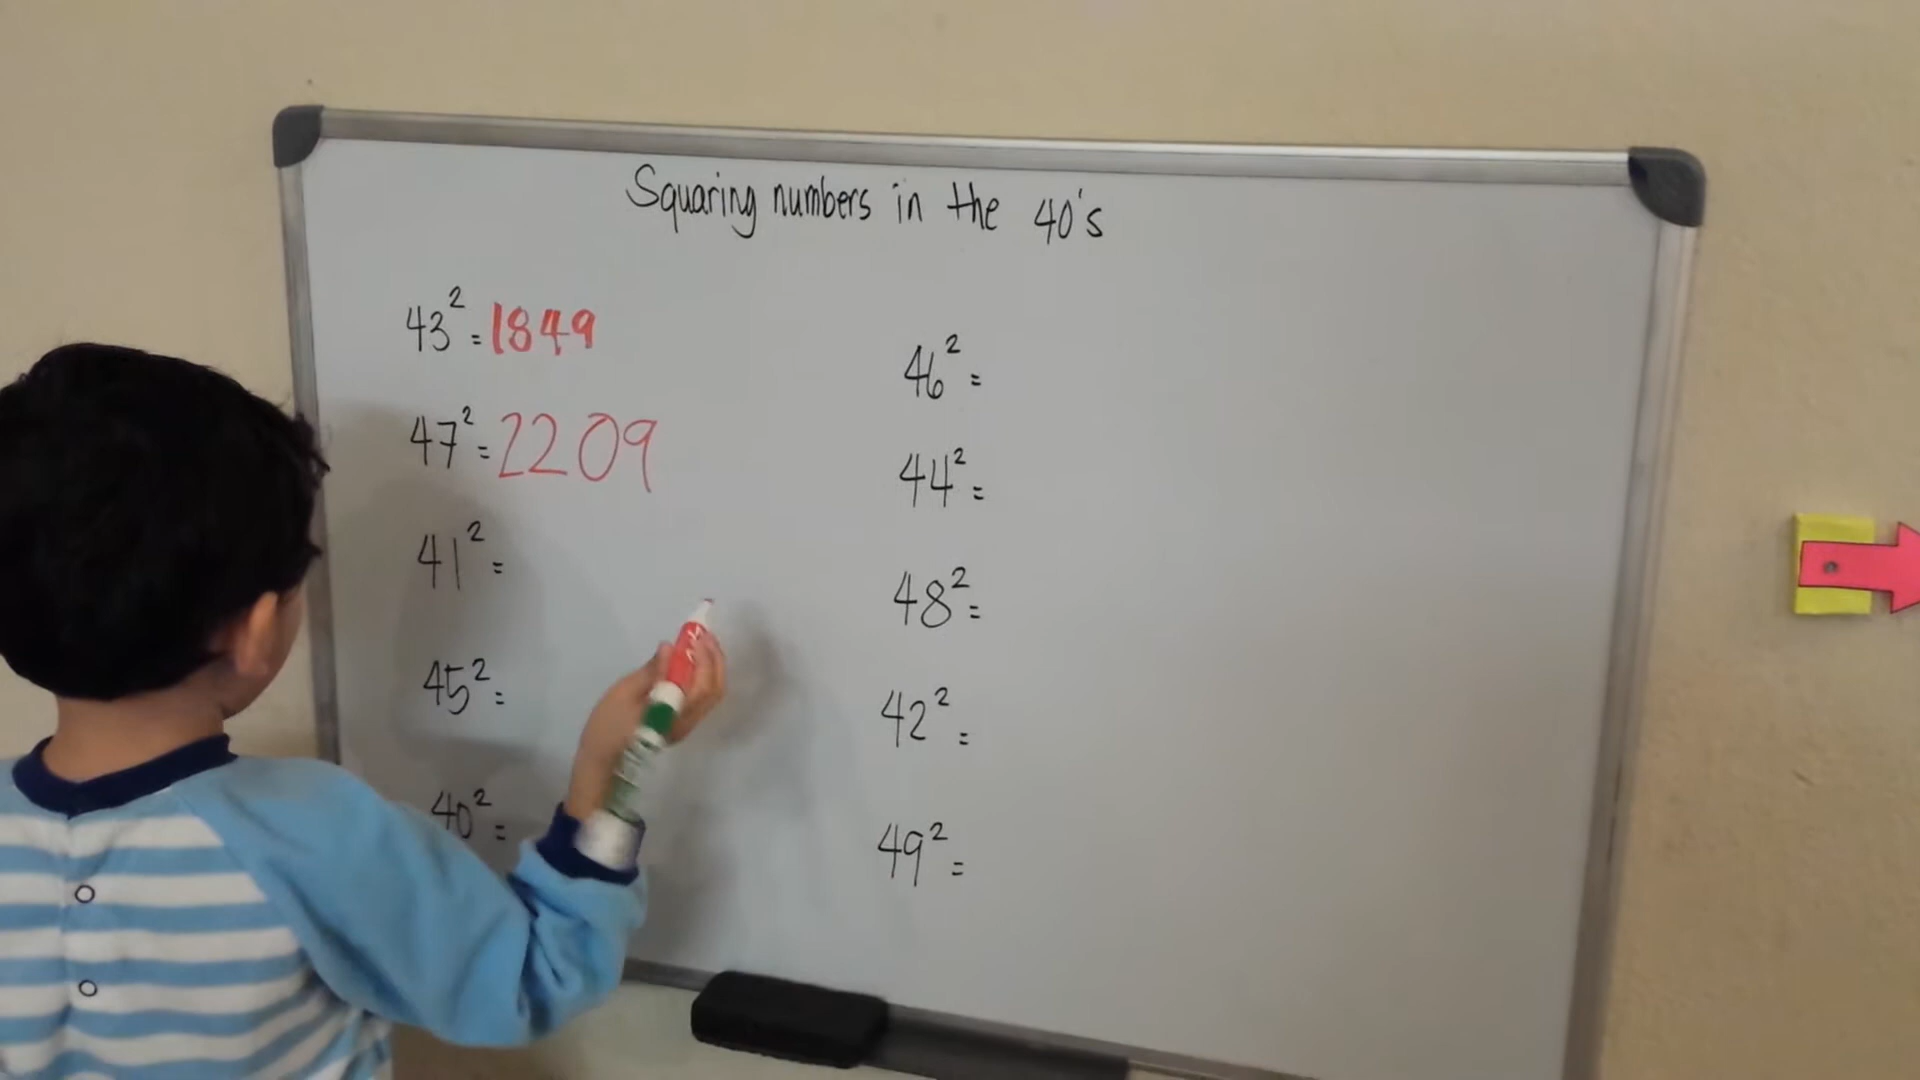 Squaring numbers in the 40's
43² = 1849
47² = 2209
41² =
45² =
40² =
46² =
44² =
48² =
42² =
49² =